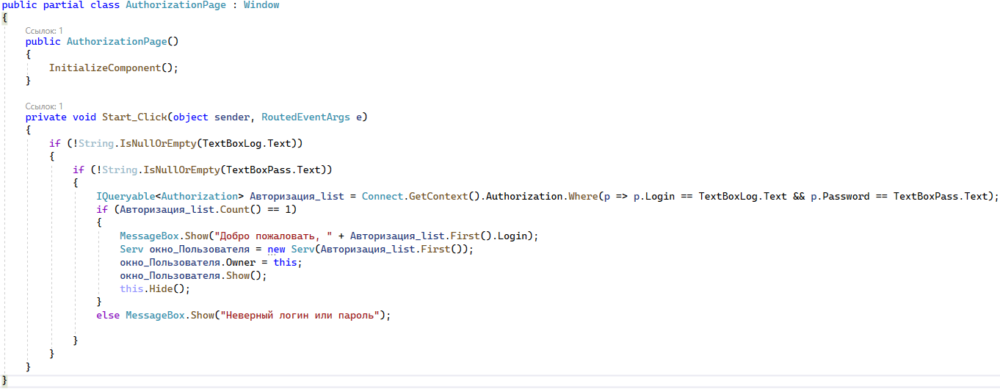 public partial class AuthorizationPage : Window
{
Ссылок: 1
public AuthorizationPage()
{
InitializeComponent();
}
Ссылок: 1
private void Start_Click(object sender, RoutedEventArgs e)
{
if (!String.IsNullOrEmpty(TextBoxLog.Text))
{
if (!String.IsNullOrEmpty(TextBoxPass.Text))
{
IQueryable<Authorization> Авторизация_list = Connect.GetContext().Authorization.Where(p => p.Login == TextBoxLog.Text && p.Password == TextBoxPass.Text);
if (Авторизация_list.Count() == 1)
{
MessageBox.Show("Добро пожаловать, " + Авторизация_list.First().Login);
Serv окно_Пользователя = new Serv(Авторизация_list.First());
окно_Пользователя.Owner = this;
окно_Пользователя.Show();
this.Hide();
}
else MessageBox.Show("Неверный логин или пароль");
}
}
}
}